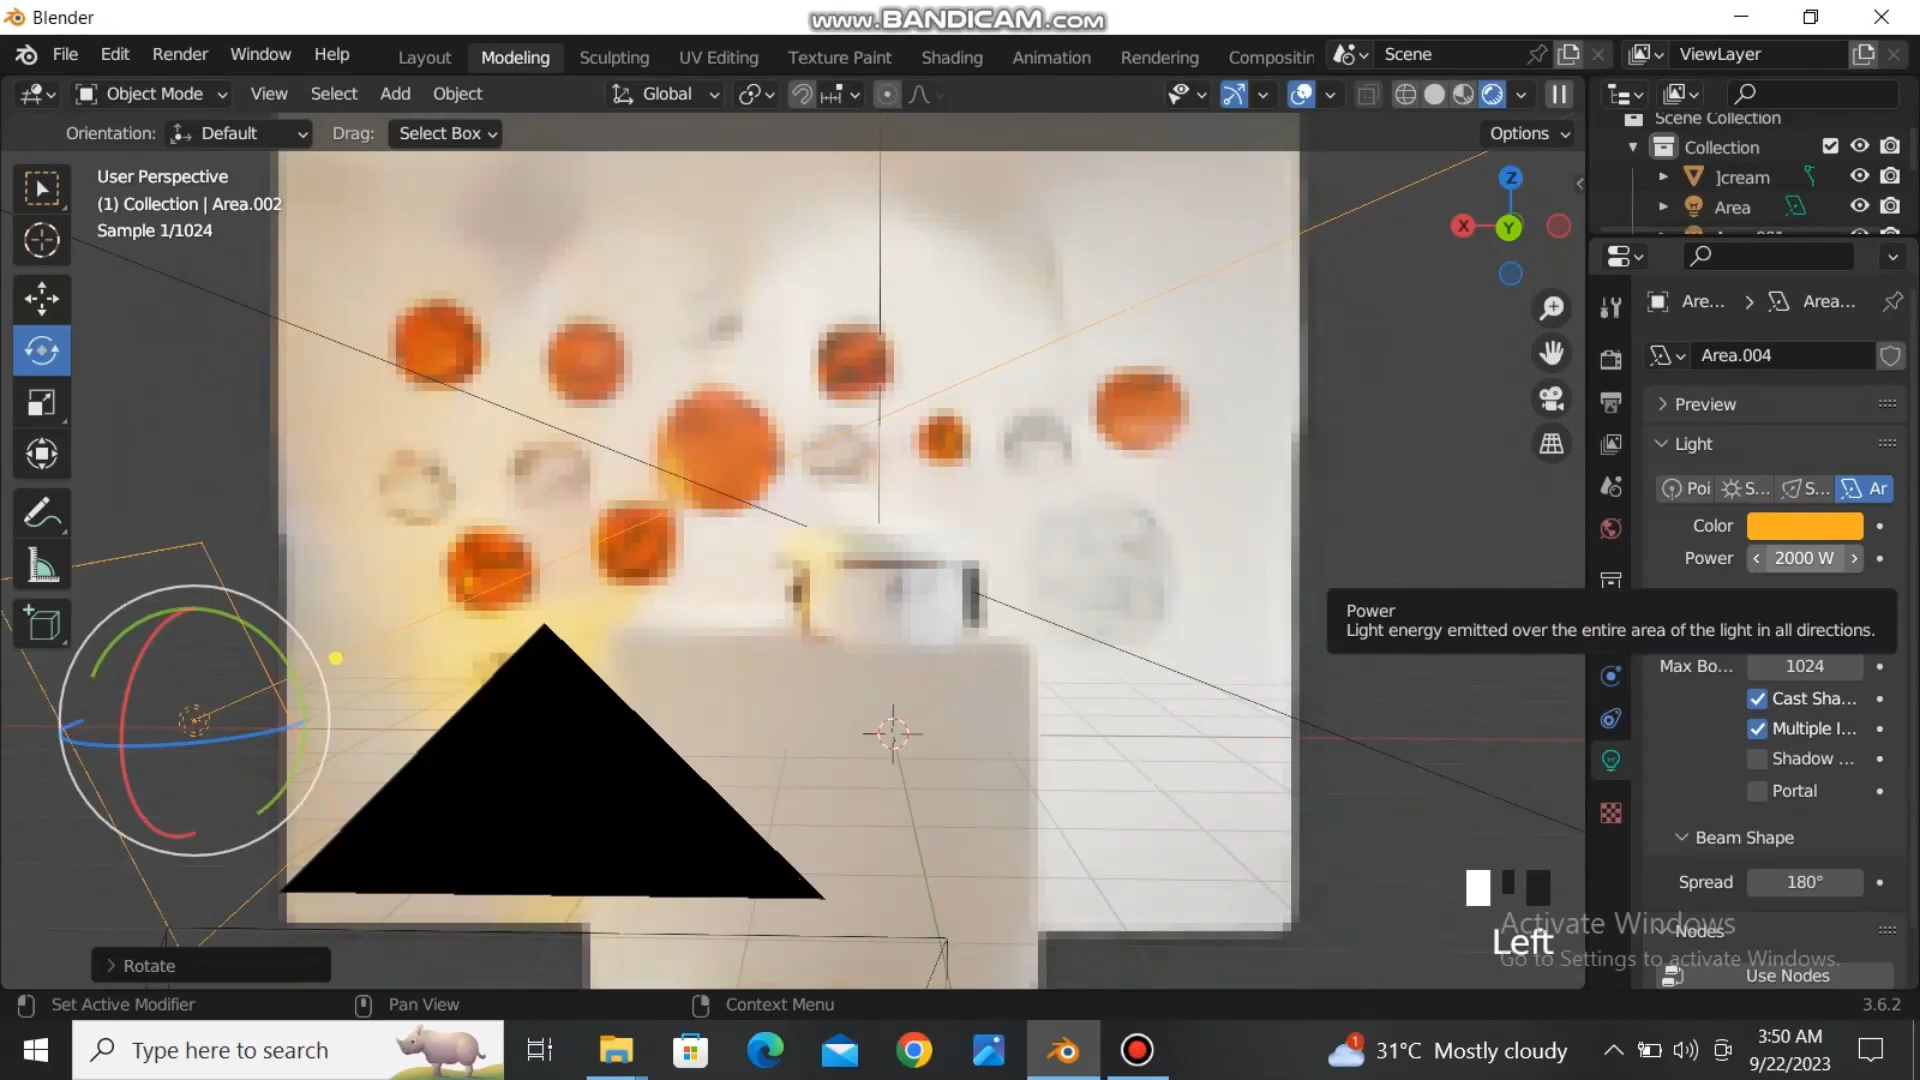 Blender
www.BANDICAM.com
File Edit Render Window Help
Layout Modeling Sculpting UV Editing Texture Paint Shading Animation Rendering Compositin
Scene
ViewLayer
Object Mode View Select Add Object
Global
Orientation: Default Drag: Select Box
Options
User Perspective
(1) Collection | Area.002
Sample 1/1024
Z
X
Y
Scene Collection
Collection
]cream
Area
Are... > Area...
Area.004
Preview
Light
Poi S... S... Ar
Color
Power 2000 W
Power
Light energy emitted over the entire area of the light in all directions.
Max Bo... 1024
Cast Sha...
Multiple I...
Shadow ...
Portal
Beam Shape
Spread 180°
Nodes
Use Nodes
Left
Activate Windows
Go to Settings to activate Windows.
Rotate
Set Active Modifier Pan View Context Menu
3.6.2
Type here to search
1
31°C Mostly cloudy
3:50 AM
9/22/2023